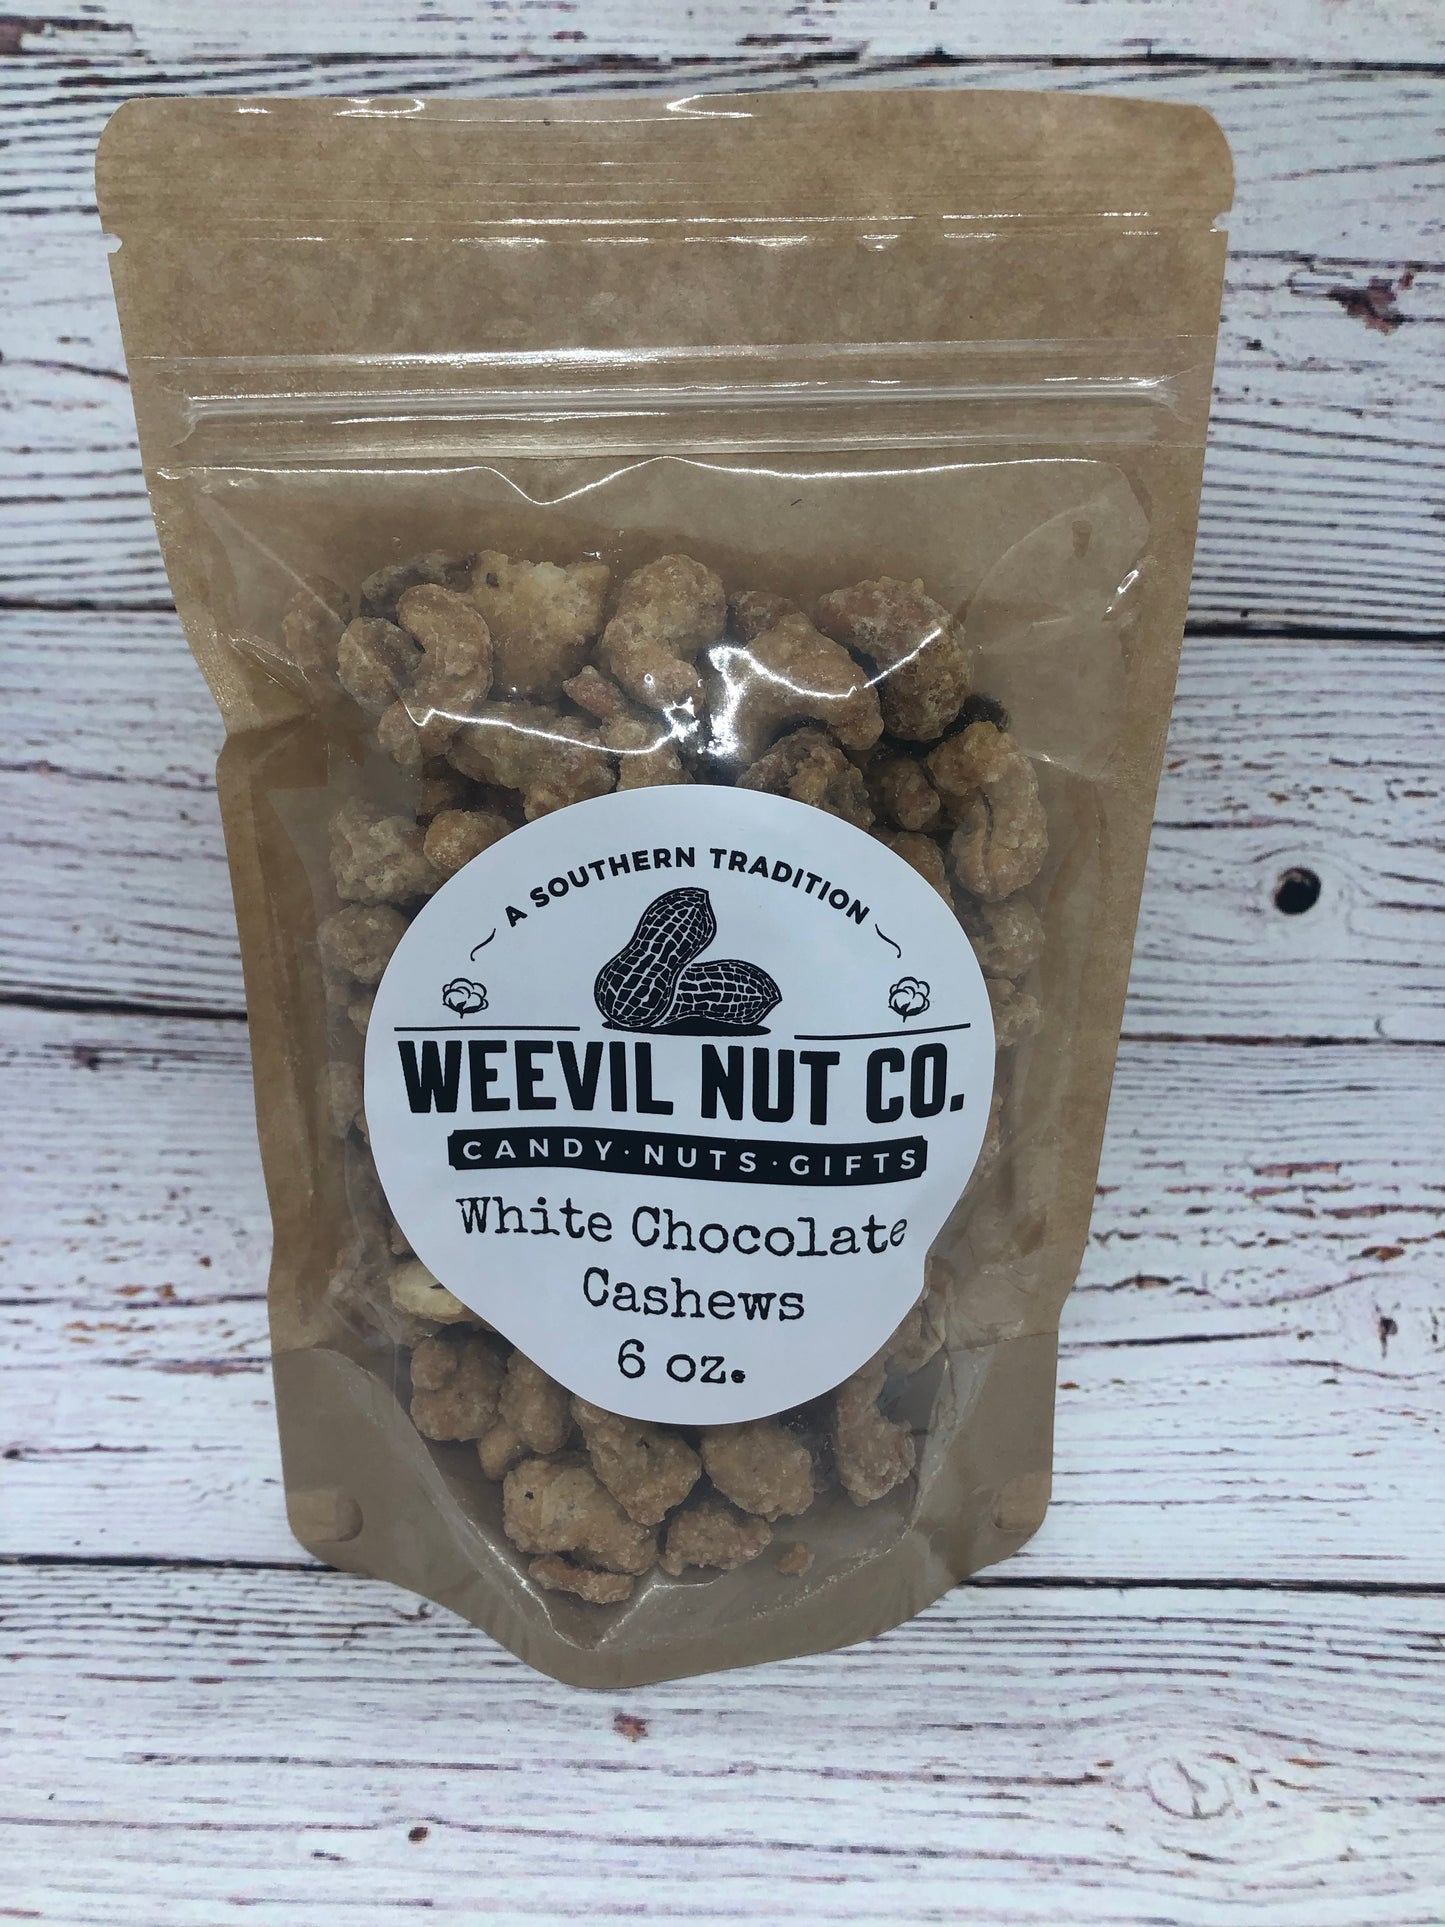 A SOUTHERN TRADITION
WEEVIL NUT CO.
CANDY·NUTS·GIFTS
White Chocolate
Cashews
6 oz.